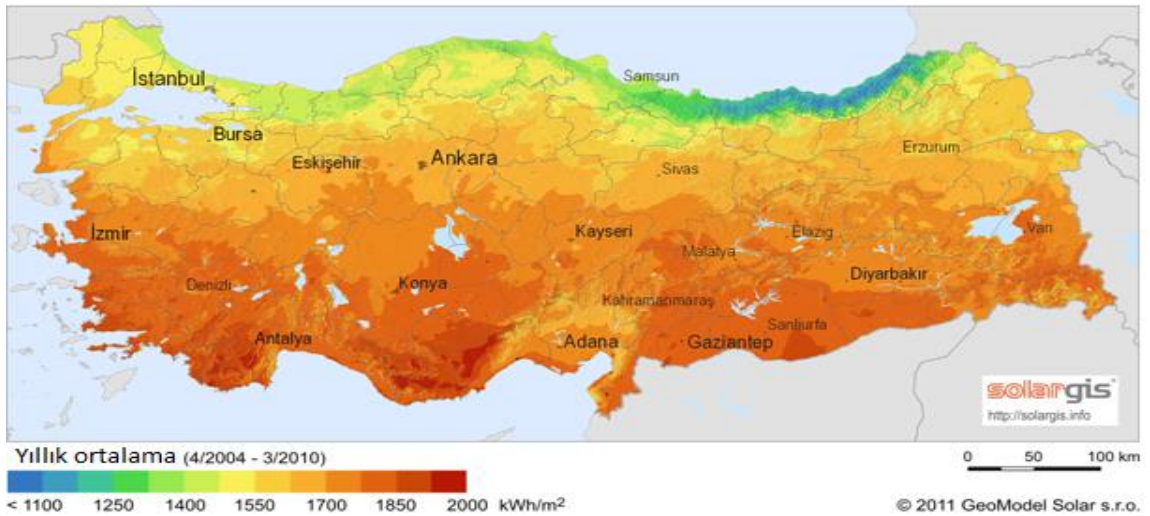 İstanbul
Samsun
Bursa
Eskişehir
Ankara
Erzurum
Sivas
İzmir
Kayseri
Elazığ
Van
Malatya
Denizli
Konya
Diyarbakır
Kahramanmaraş
Antalya
Adana
Gaziantep
Sanliurfa
solargis
http://solargis.info
Yıllık ortalama (4/2004 - 3/2010)
0 50 100 km
< 1100 1250 1400 1550 1700 1850 2000 kWh/m²
© 2011 GeoModel Solar s.r.o.